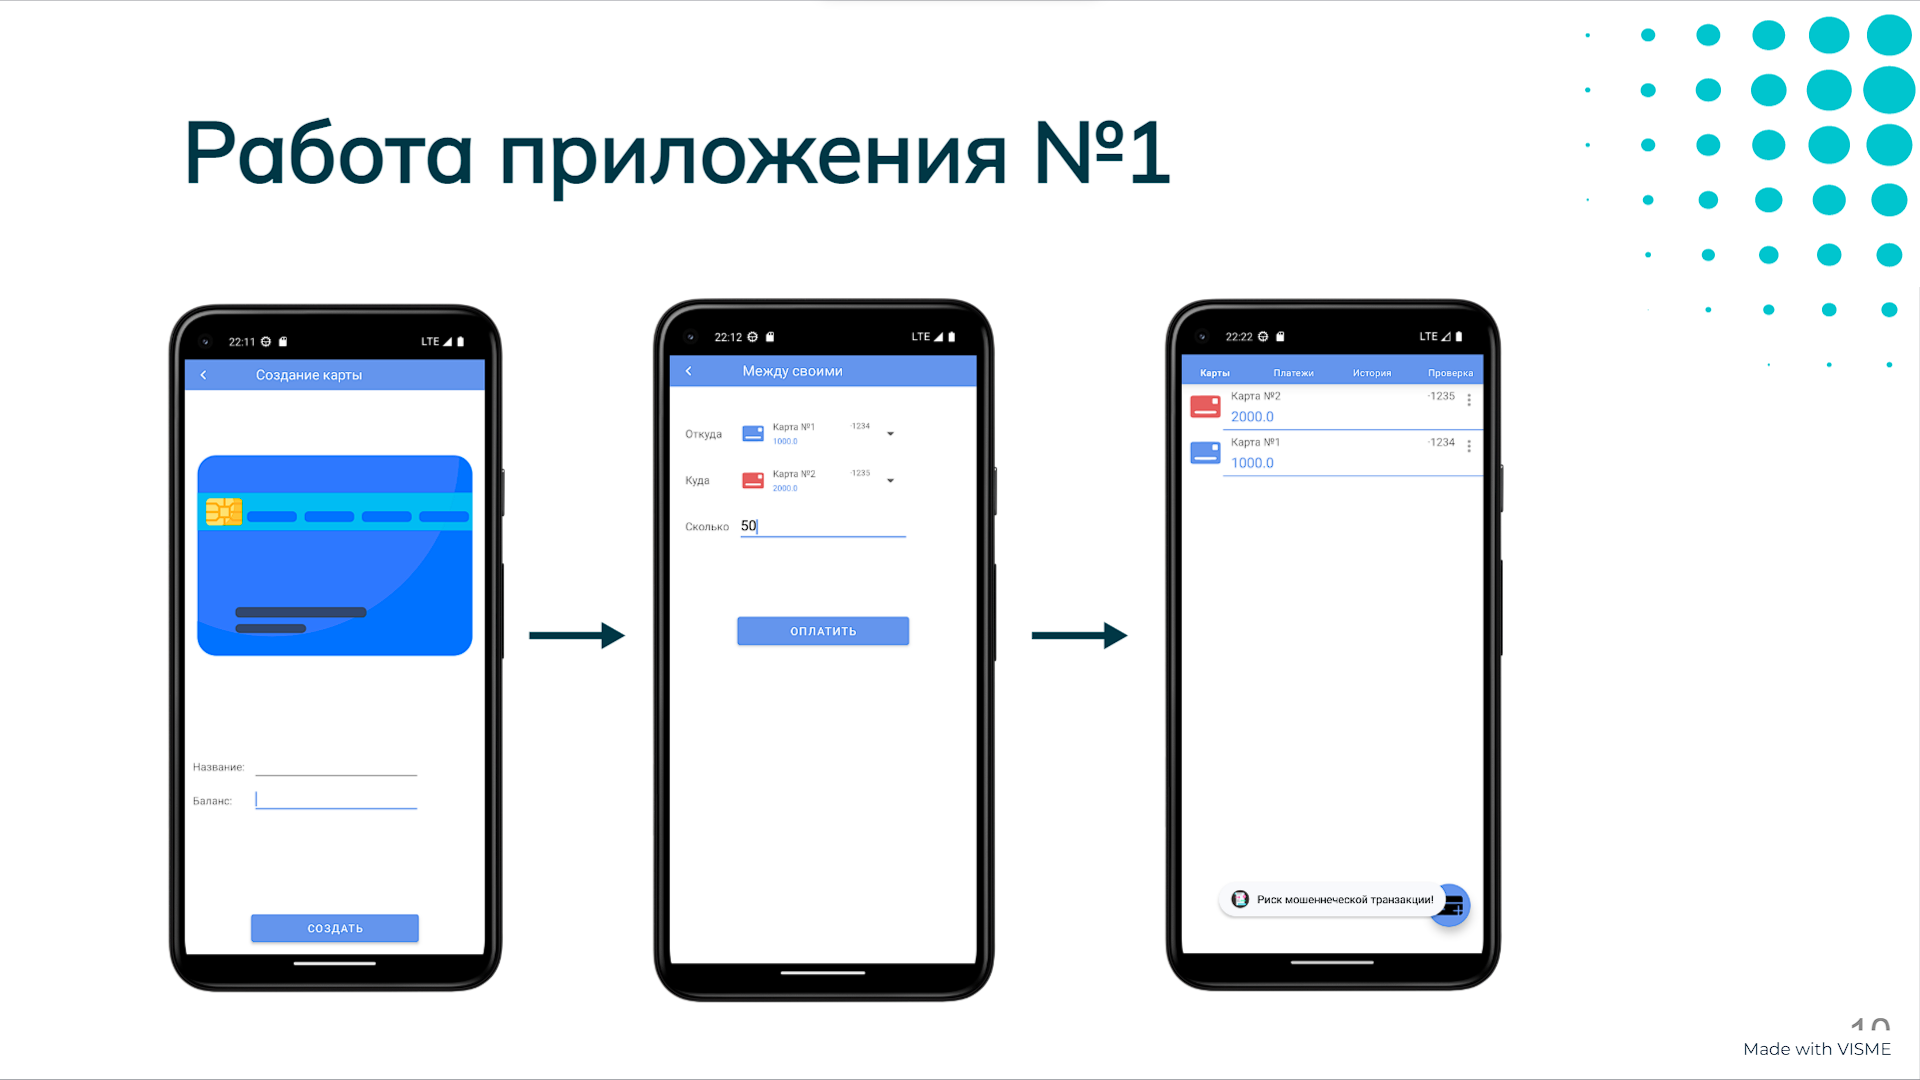 Работа приложения №1
22:11
LTE
Создание карты
Название:
Баланс:
СОЗДАТЬ
22:12
LTE
Между своими
Откуда
Карта №1
·1234
1000.0
Куда
Карта №2
·1235
2000.0
Сколько
50
ОПЛАТИТЬ
22:22
LTE
Карты Платежи История Проверка
Карта №2
·1235
2000.0
Карта №1
·1234
1000.0
Риск мошеннеческой транзакции!
Made with VISME